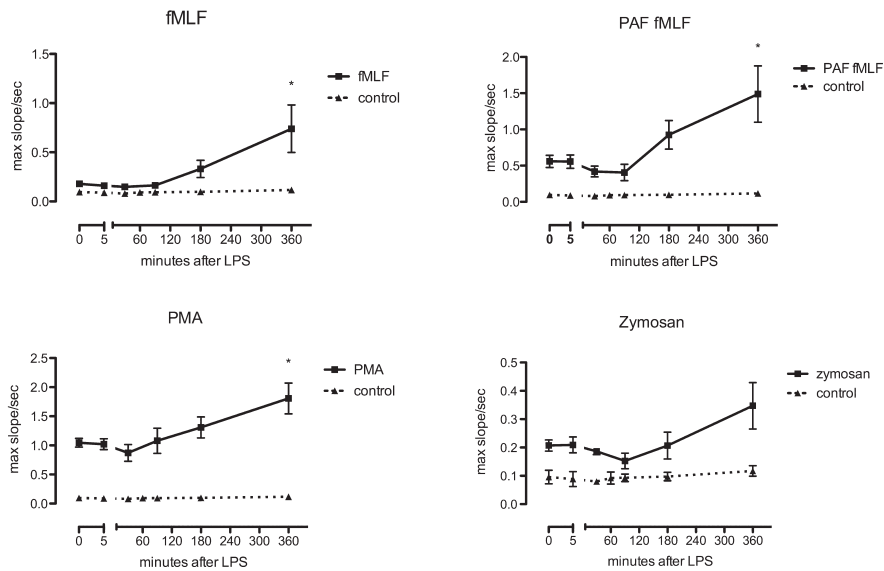 fMLF
1.5
1.0
0.5
0.0
max slope/sec
*
fMLF
control
0 5 60 120 180 240 300 360
minutes after LPS
PAF fMLF
2.0
1.5
1.0
0.5
0.0
max slope/sec
*
PAF fMLF
control
0 5 60 120 180 240 300 360
minutes after LPS
PMA
2.5
2.0
1.5
1.0
0.5
0.0
max slope/sec
*
PMA
control
0 5 60 120 180 240 300 360
minutes after LPS
Zymosan
0.5
0.4
0.3
0.2
0.1
0.0
max slope/sec
zymosan
control
0 5 60 120 180 240 300 360
minutes after LPS